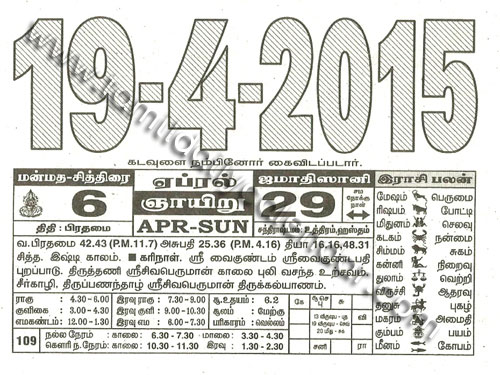 19-4-2015
கடவுளை நம்பினோர் கைவிடப்படார்.
மன்மத-சித்திரை
6
திதி : பிரதமை
ஏப்ரல்
ஞாயிறு
APR-SUN
ஜமாதிஸானி
29
சம நோக்கு நாள்
சந்திராஷ்டமம் : உத்திரம், ஹஸ்தம்
இராசி பலன்
மேஷம் பெருமை
ரிஷபம் போட்டி
மிதுனம் செலவு
கடகம் நன்மை
சிம்மம் சுகம்
கன்னி நிறைவு
துலாம் வெற்றி
விருச்சி ஆதரவு
தனுசு புகழ்
மகரம் அமைதி
கும்பம் பயம்
மீனம் கோபம்
வ.பிரதமை 42.43 (P.M.11.7) அசுபதி 25.36 (P.M. 4.16) தியா 16,48.31
சித்த. இஷ்டி காலம். ■ கரிநாள். ஸ்ரீ வைகுண்டம் ஸ்ரீவைகுண்டபதி
புறப்பாடு. திருத்தணி ஸ்ரீசிவபெருமான் காலை புலி வசந்த உற்சவம்.
சீர்காழி, திருப்பனந்தாள் ஸ்ரீசிவபெருமான் திருக்கல்யாணம்.
ராகு : 4.30 - 6.00 இரவு ராகு - 7.30 - 9.00 சூ.உதயம் : 6.2
குளிகை : 3.00 - 4.30 இரவு குளி - 9.00 - 10.30 சூலம் : மேற்கு
எமகண்டம் : 12.00 - 1.30 இரவு எம - 6.00 - 7.30 பரிகாரம் : வெல்லம்
109 நல்ல நேரம் : காலை : 6.30 - 7.30 மாலை : 3.30 - 4.30
கெளரி ந.நேரம் : காலை : 10.30 - 11.30 இரவு : 1.30 - 2.30
கே
சூ
சு
வி
சனி
ரா